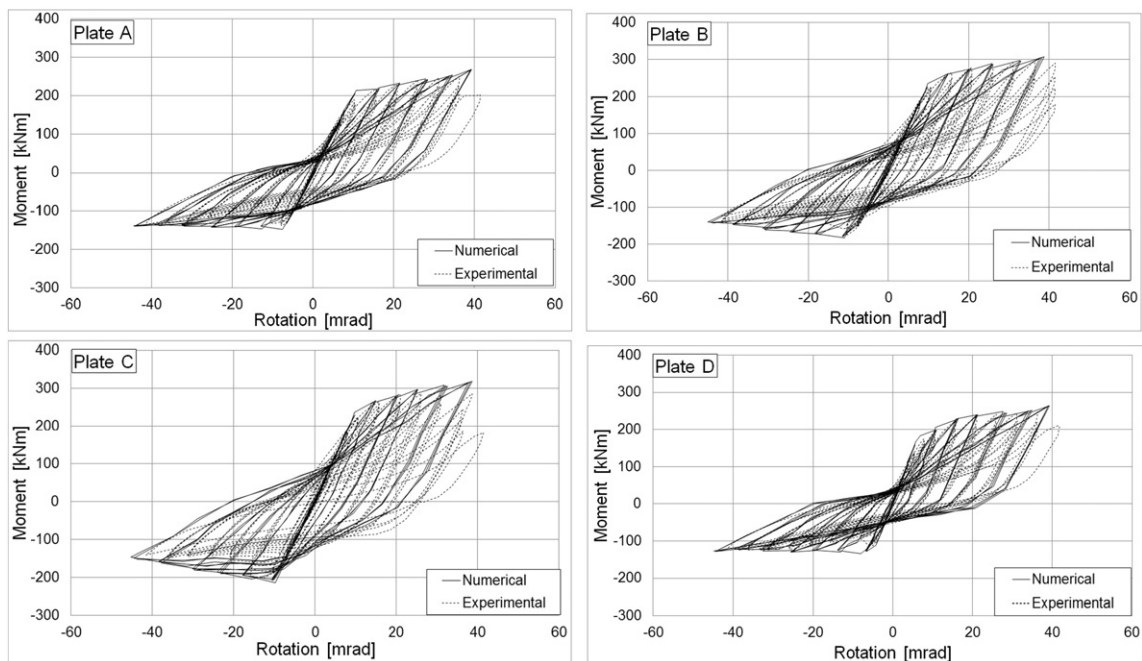 Plate A
400
300
200
100
0
-100
-200
-300
-60 -40 -20 0 20 40 60
Moment [kNm]
Rotation [mrad]
Numerical
Experimental
Plate B
400
300
200
100
0
-100
-200
-300
-60 -40 -20 0 20 40 60
Moment [kNm]
Rotation [mrad]
Numerical
Experimental
Plate C
400
300
200
100
0
-100
-200
-300
-60 -40 -20 0 20 40 60
Moment [kNm]
Rotation [mrad]
Numerical
Experimental
Plate D
400
300
200
100
0
-100
-200
-300
-60 -40 -20 0 20 40 60
Moment [kNm]
Rotation [mrad]
Numerical
Experimental